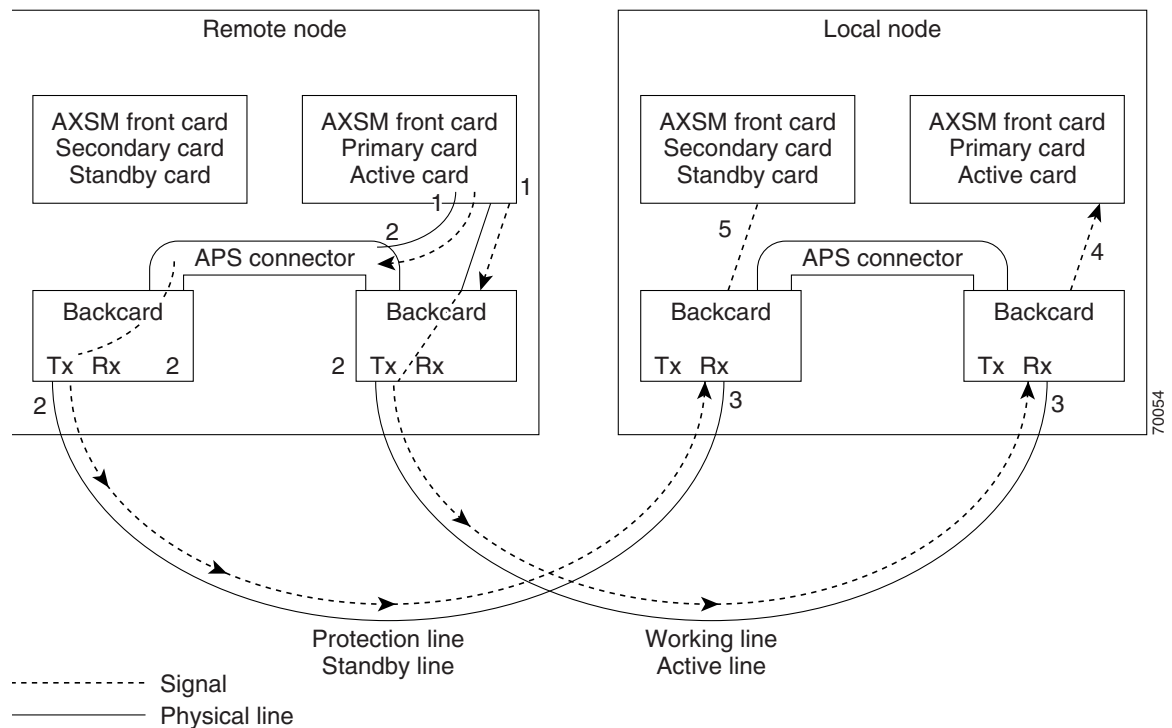 Remote node
Local node
AXSM front card
Secondary card
Standby card
AXSM front card
Primary card
Active card
AXSM front card
Secondary card
Standby card
AXSM front card
Primary card
Active card
1
1
2
5
4
APS connector
APS connector
Backcard
Backcard
Backcard
Backcard
Tx Rx 2
2 Tx Rx
Tx Rx
Tx Rx
2
3
3
70054
Protection line
Standby line
Working line
Active line
Signal
Physical line